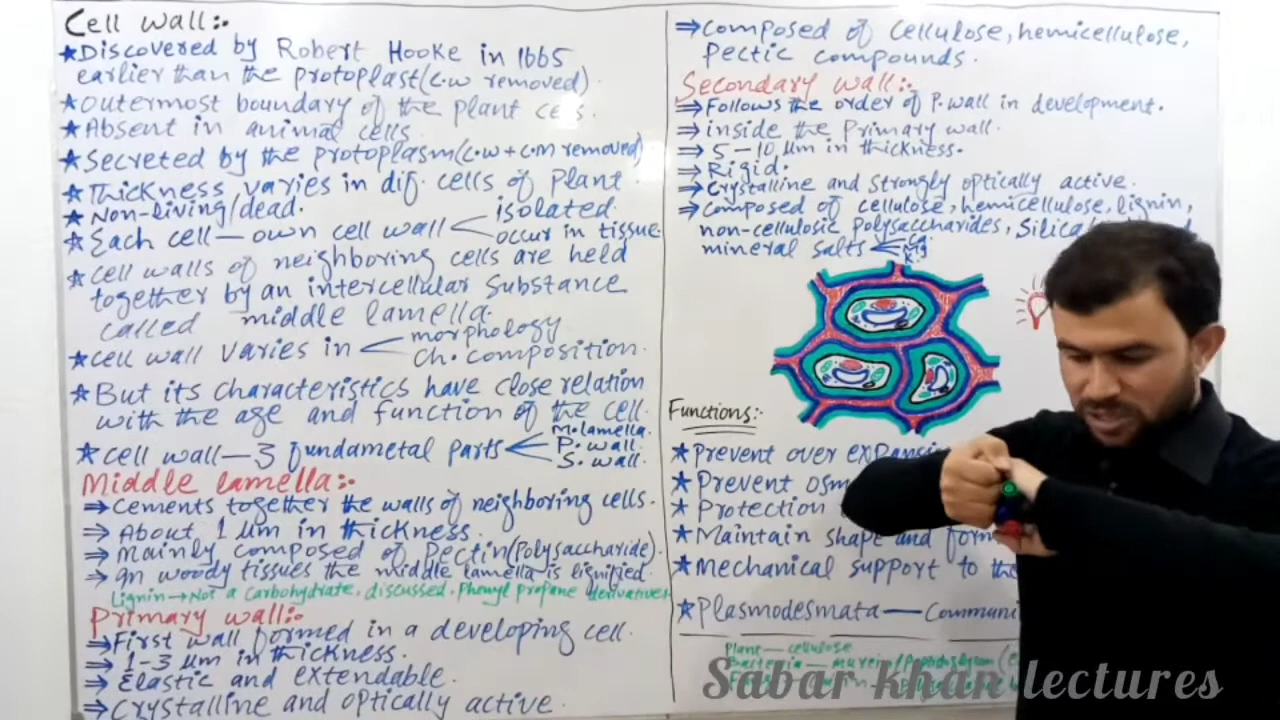 Cell wall:-
★Discovered by Robert Hooke in 1665
earlier than the protoplast(c.w removed)
★outermost boundary of the plant cells.
★Absent in animal cells.
★Secreted by the protoplasm(c.w+c.m removed)
★Thickness varies in dif. cells of Plant
★Non-living/dead.
★Each cell—own cell wall isolated
occur in tissue
★cell walls of neighboring cells are held
together by an intercellular Substance
called middle lamella.
★cell wall varies in morphology
ch.composition.
★But its characteristics have close relation
with the age and function of the cell.
★cell wall—3 fundametal parts M.lamella.
P.wall.
S.wall.
Middle lamella:-
⇒cements together the walls of neighboring cells.
⇒About 1 μm in thickness.
⇒Mainly composed of Pectin(Polysaccharide).
⇒In woody tissues the middle lamella is lignified.
Lignin→Not a Carbohydrate, discussed. Phenyl propane derivatives
Primary wall:-
⇒First wall formed in a developing cell.
⇒1-3 μm in thickness.
⇒Elastic and extendable.
⇒Crystalline and optically active.
⇒Composed of cellulose, hemicellulose,
Pectic compounds.
Secondary wall:-
⇒Follows the order of P.wall in development.
⇒inside the Primary wall.
⇒5-10 μm in thickness.
⇒Rigid.
⇒Crystalline and Strongly optically active.
⇒Composed of cellulose, hemicellulose, lignin,
non-cellulosic polysaccharides, Silica
mineral salts Ca
Mg
K
Functions:-
★Prevent over expansi
★Prevent osm
★Protection
★Maintain shape and form
★Mechanical support to the
★Plasmodesmata—Communi
Plant—cellulose
Bacteria—murein/Peptidoglycan
Sabar khan lectures